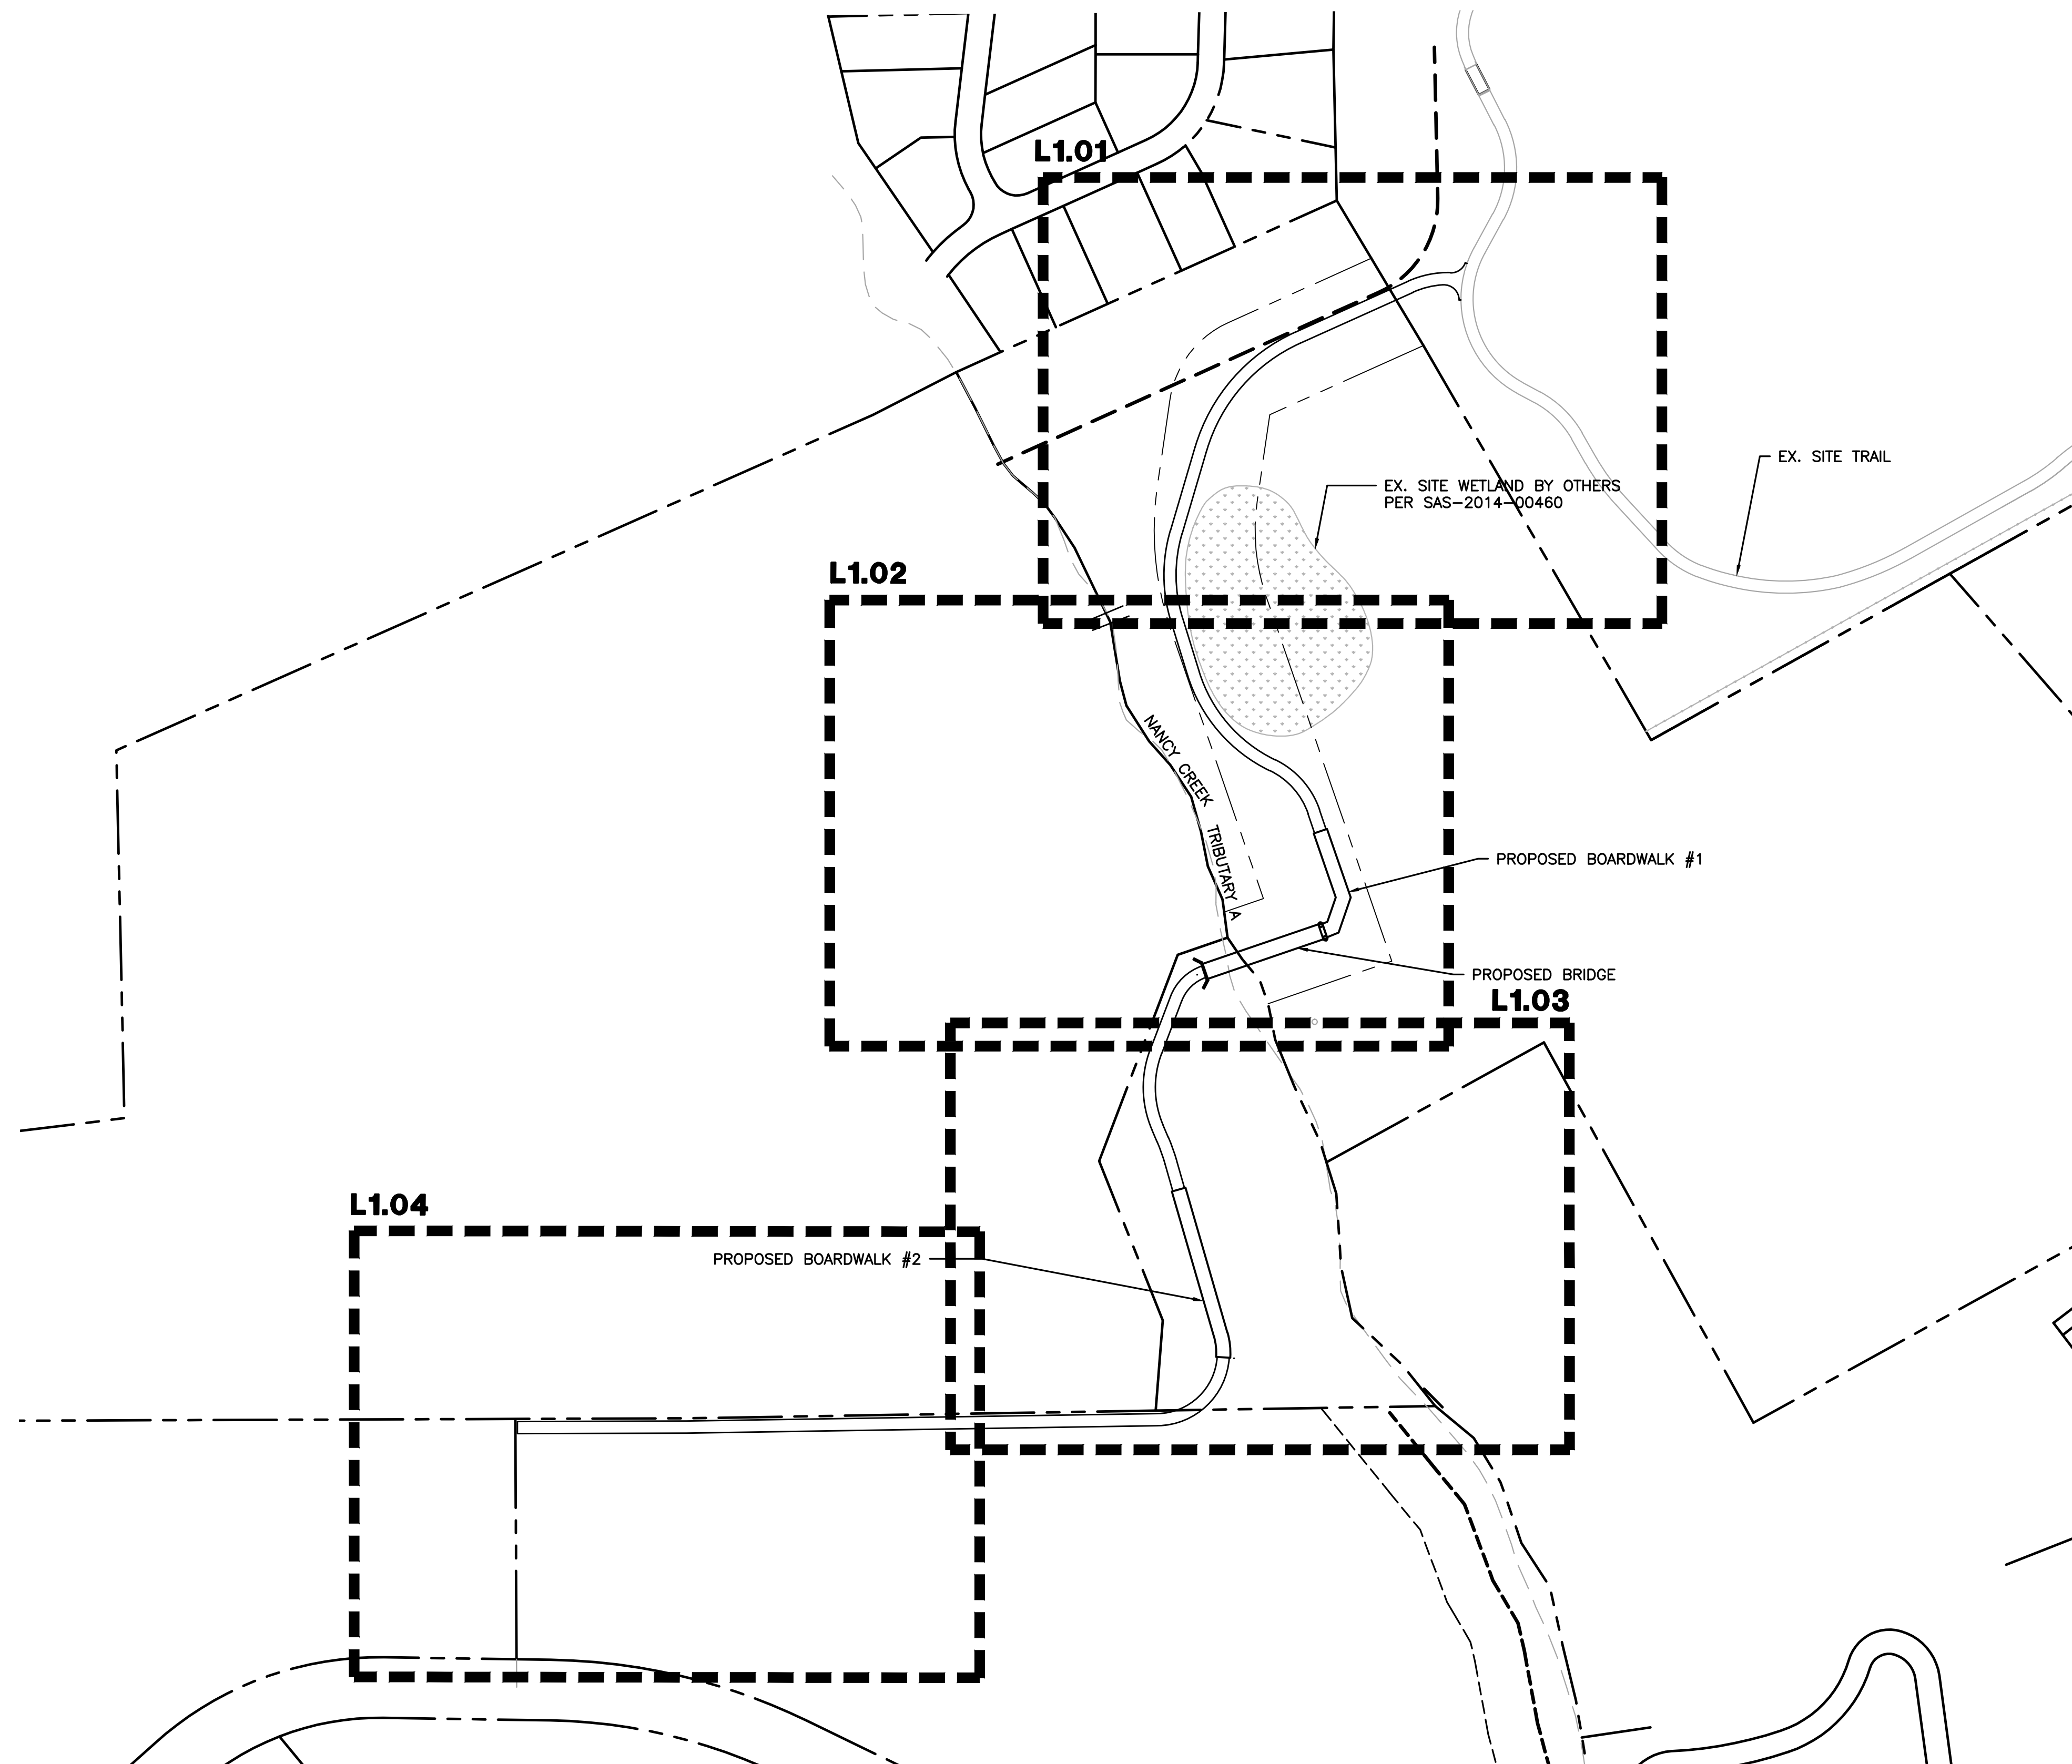 L1.01
EX. SITE TRAIL
EX. SITE WETLAND BY OTHERS
PER SAS-2014-00460
L1.02
NANCY CREEK TRIBUTARY A
PROPOSED BOARDWALK #1
PROPOSED BRIDGE
L1.03
L1.04
PROPOSED BOARDWALK #2